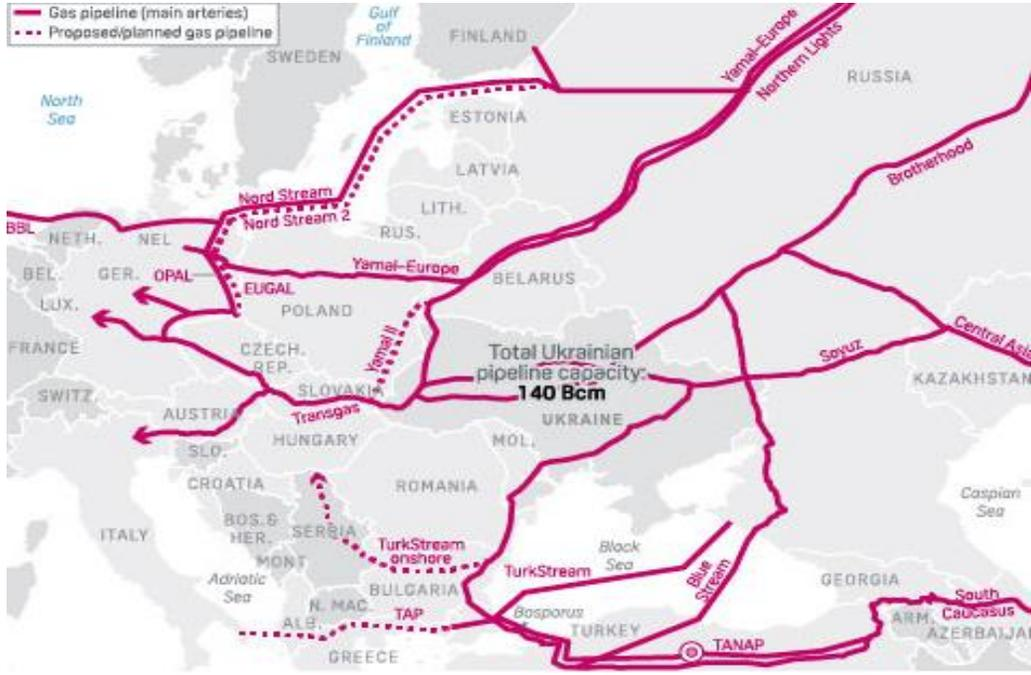 Gas pipeline (main arteries)
Proposed/planned gas pipeline
Gulf
of
Finland
FINLAND
SWEDEN
Yamal–Europe
Northern Lights
RUSSIA
North
Sea
ESTONIA
LATVIA
Brotherhood
Nord Stream
Nord Stream 2
LITH.
RUS.
BBL
NETH.
NEL
BEL.
GER.
OPAL
EUGAL
Yamal–Europe
BELARUS
LUX.
POLAND
Yamal II
FRANCE
CZECH.
REP.
Total Ukrainian
pipeline capacity:
140 Bcm
Soyuz
Central Asia
KAZAKHSTAN
SWITZ.
SLOVAKIA
AUSTRIA
Transgas
UKRAINE
HUNGARY
MOL.
SLO.
CROATIA
ROMANIA
Caspian
Sea
ITALY
BOS.&
HER.
SERBIA
MONT
TurkStream
onshore
Black
Sea
TurkStream
Blue
Stream
Adriatic
Sea
BULGARIA
GEORGIA
N. MAC.
ALB.
TAP
Bosporus
TURKEY
South
Caucasus
ARM.
AZERBAIJAN
TANAP
GREECE